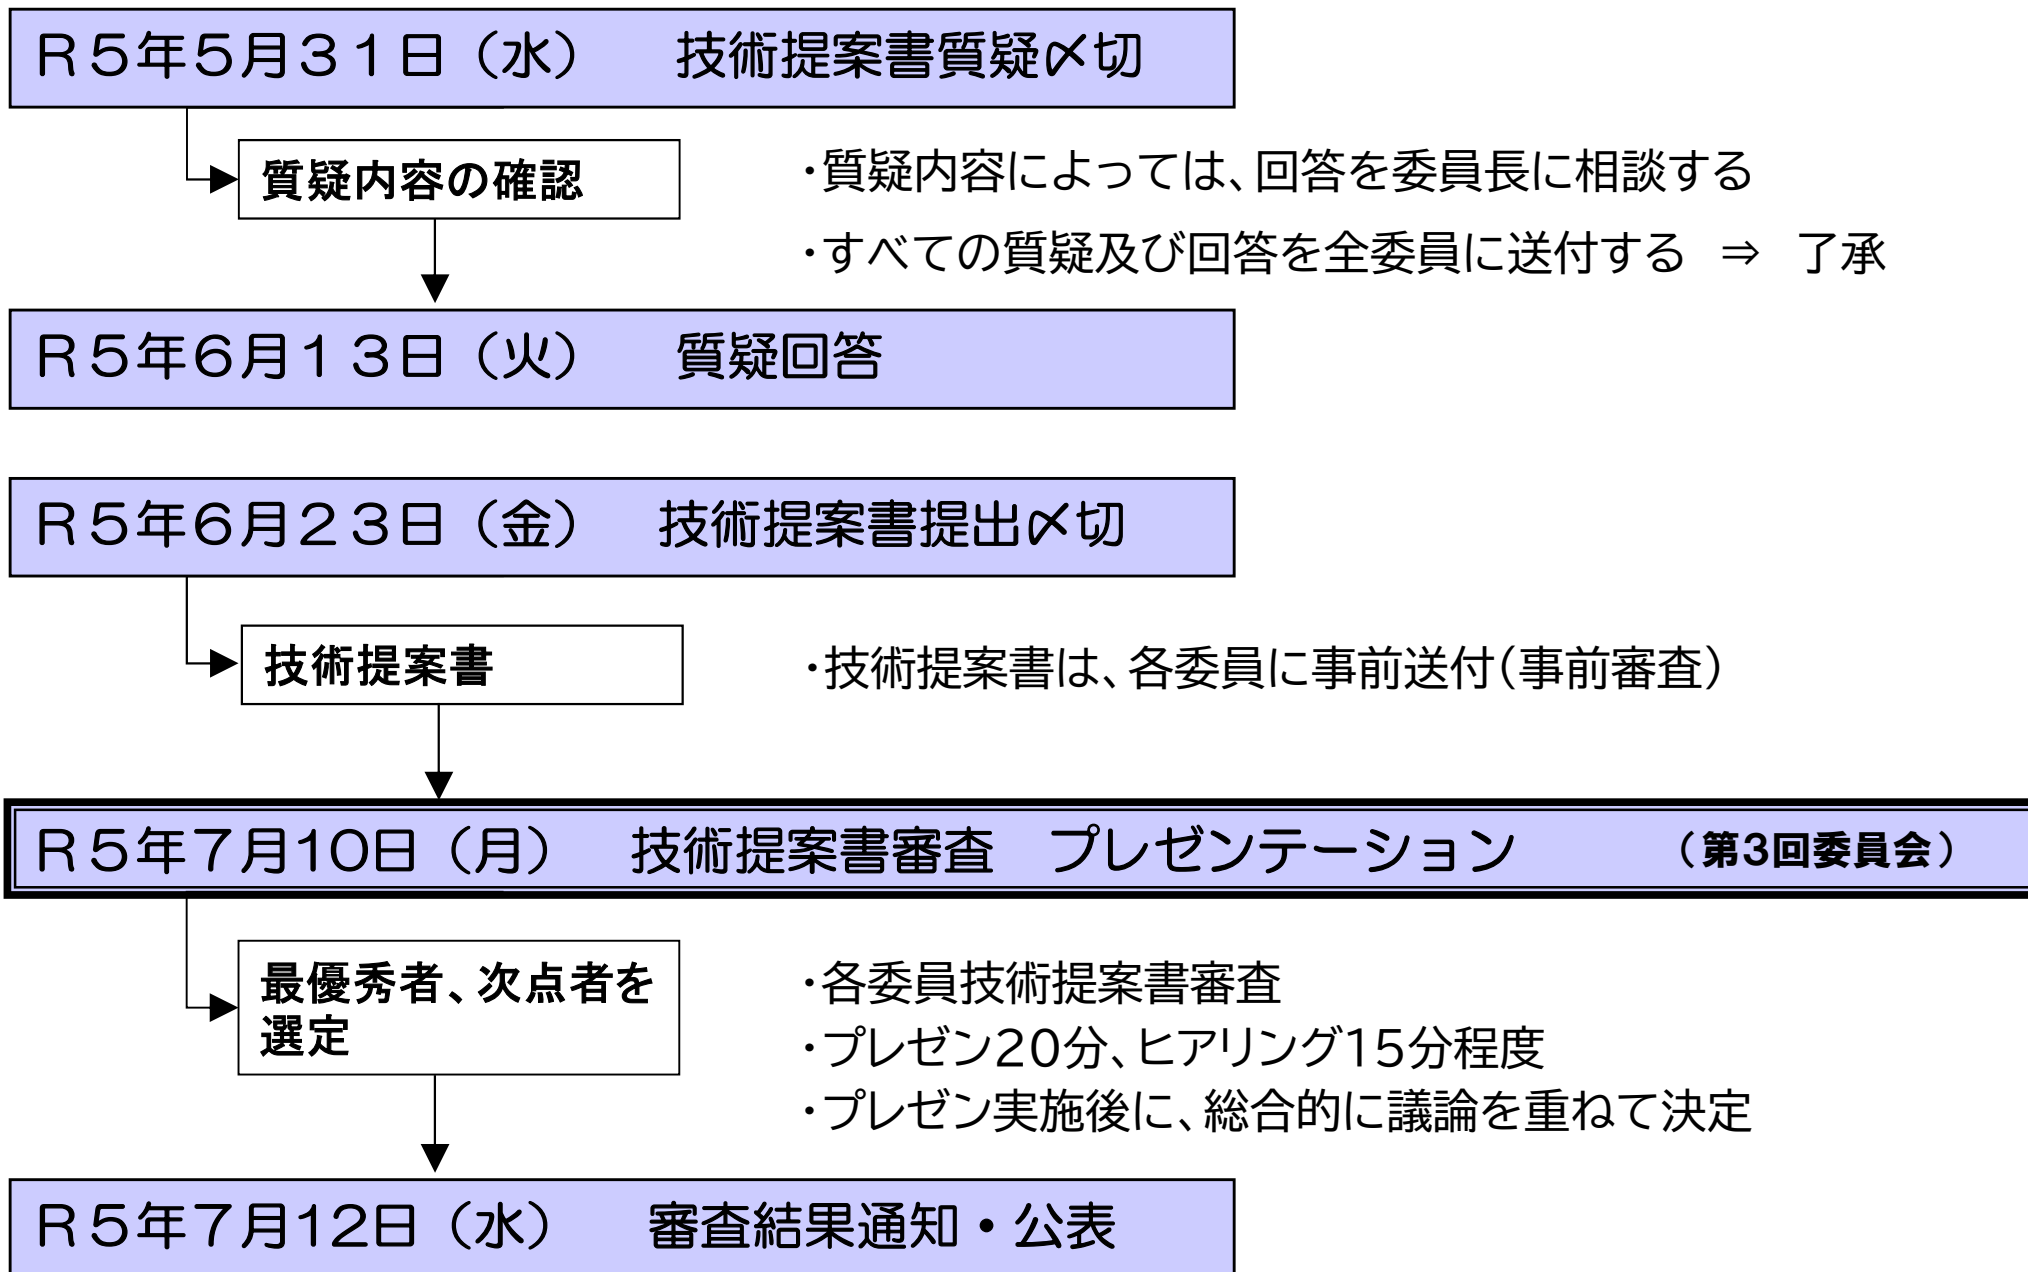 Ｒ５年５月３１日（水）　技術提案書質疑〆切
質疑内容の確認
・質疑内容によっては、回答を委員長に相談する
・すべての質疑及び回答を全委員に送付する　⇒　了承
Ｒ５年６月１３日（火）　質疑回答
Ｒ５年６月２３日（金）　技術提案書提出〆切
技術提案書
・技術提案書は、各委員に事前送付（事前審査）
Ｒ５年７月10日（月）　技術提案書審査　プレゼンテーション　（第3回委員会）
最優秀者、次点者を
選定
・各委員技術提案書審査
・プレゼン20分、ヒアリング15分程度
・プレゼン実施後に、総合的に議論を重ねて決定
Ｒ５年７月12日（水）　審査結果通知・公表